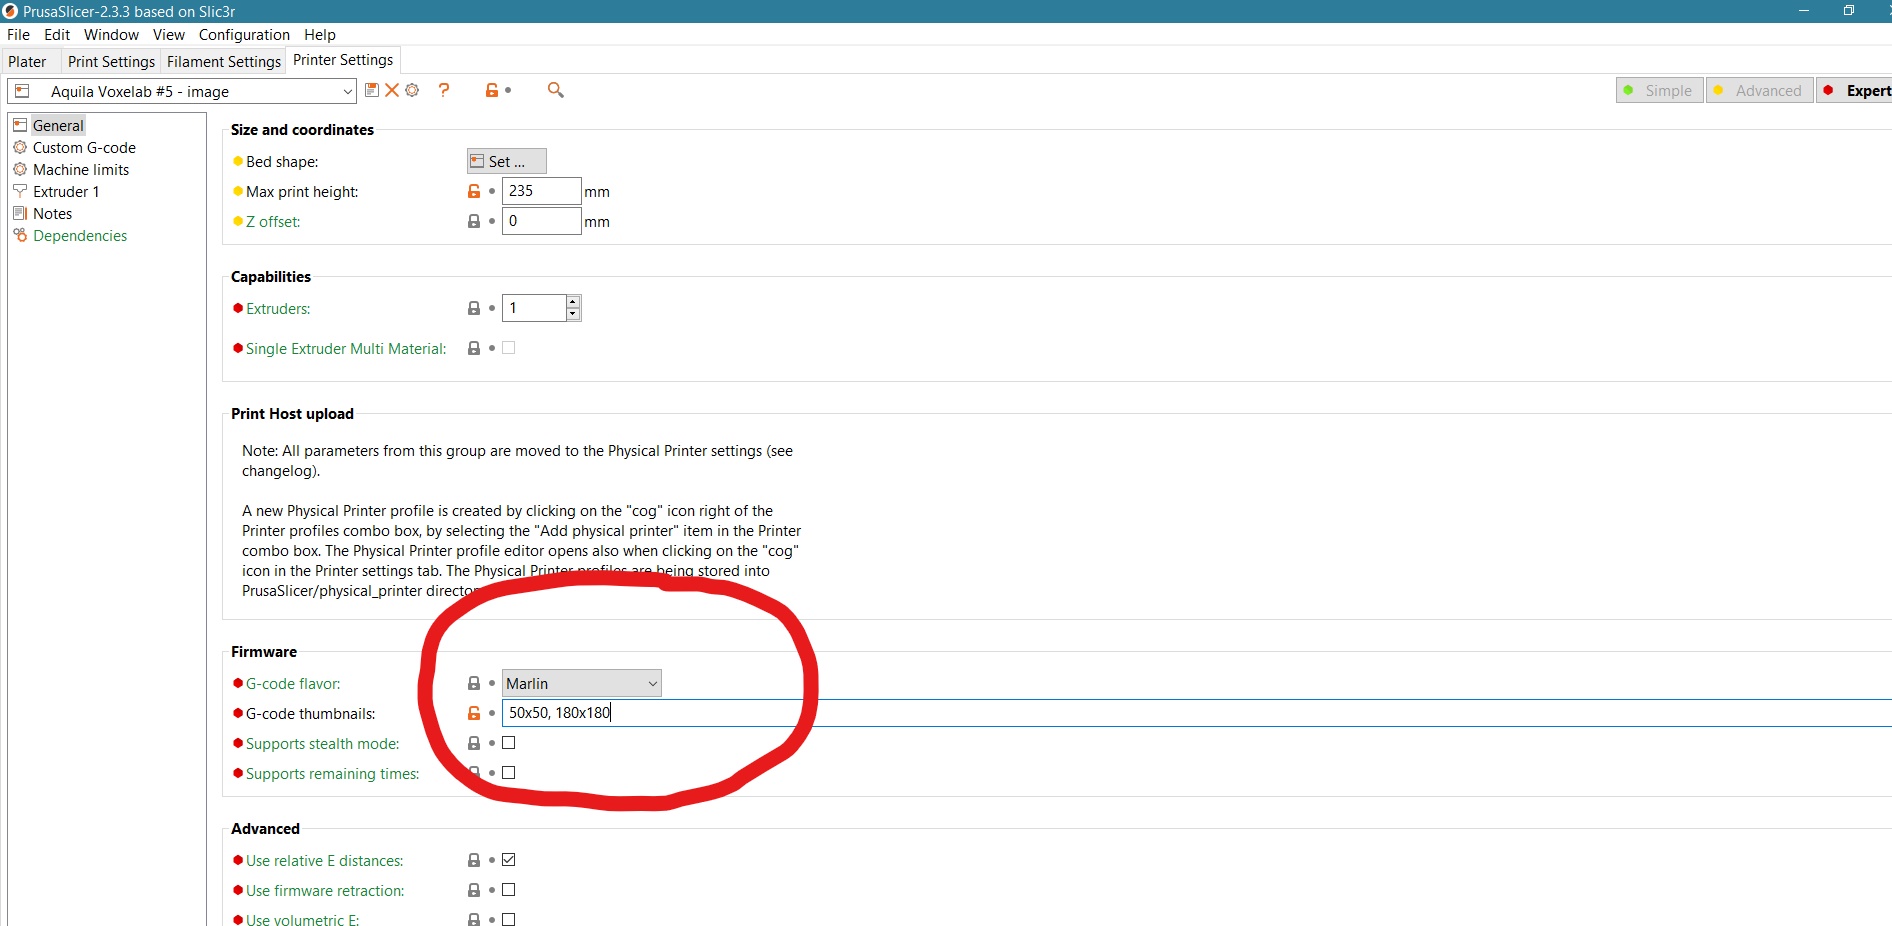 PrusaSlicer-2.3.3 based on Slic3r
File Edit Window View Configuration Help
Plater Print Settings Filament Settings Printer Settings
Aquila Voxelab #5 - image ? Simple Advanced Expert
General
Custom G-code
Machine limits
Extruder 1
Notes
Dependencies
Size and coordinates
Bed shape: Set ...
Max print height: 235 mm
Z offset: 0 mm
Capabilities
Extruders: 1
Single Extruder Multi Material:
Print Host upload
Note: All parameters from this group are moved to the Physical Printer settings (see
changelog).
A new Physical Printer profile is created by clicking on the "cog" icon right of the
Printer profiles combo box, by selecting the "Add physical printer" item in the Printer
combo box. The Physical Printer profile editor opens also when clicking on the "cog"
icon in the Printer settings tab. The Physical Printer profiles are being stored into
PrusaSlicer/physical_printer
Firmware
G-code flavor: Marlin
G-code thumbnails: 50x50, 180x180
Supports stealth mode:
Supports remaining times:
Advanced
Use relative E distances:
Use firmware retraction:
Use volumetric E: